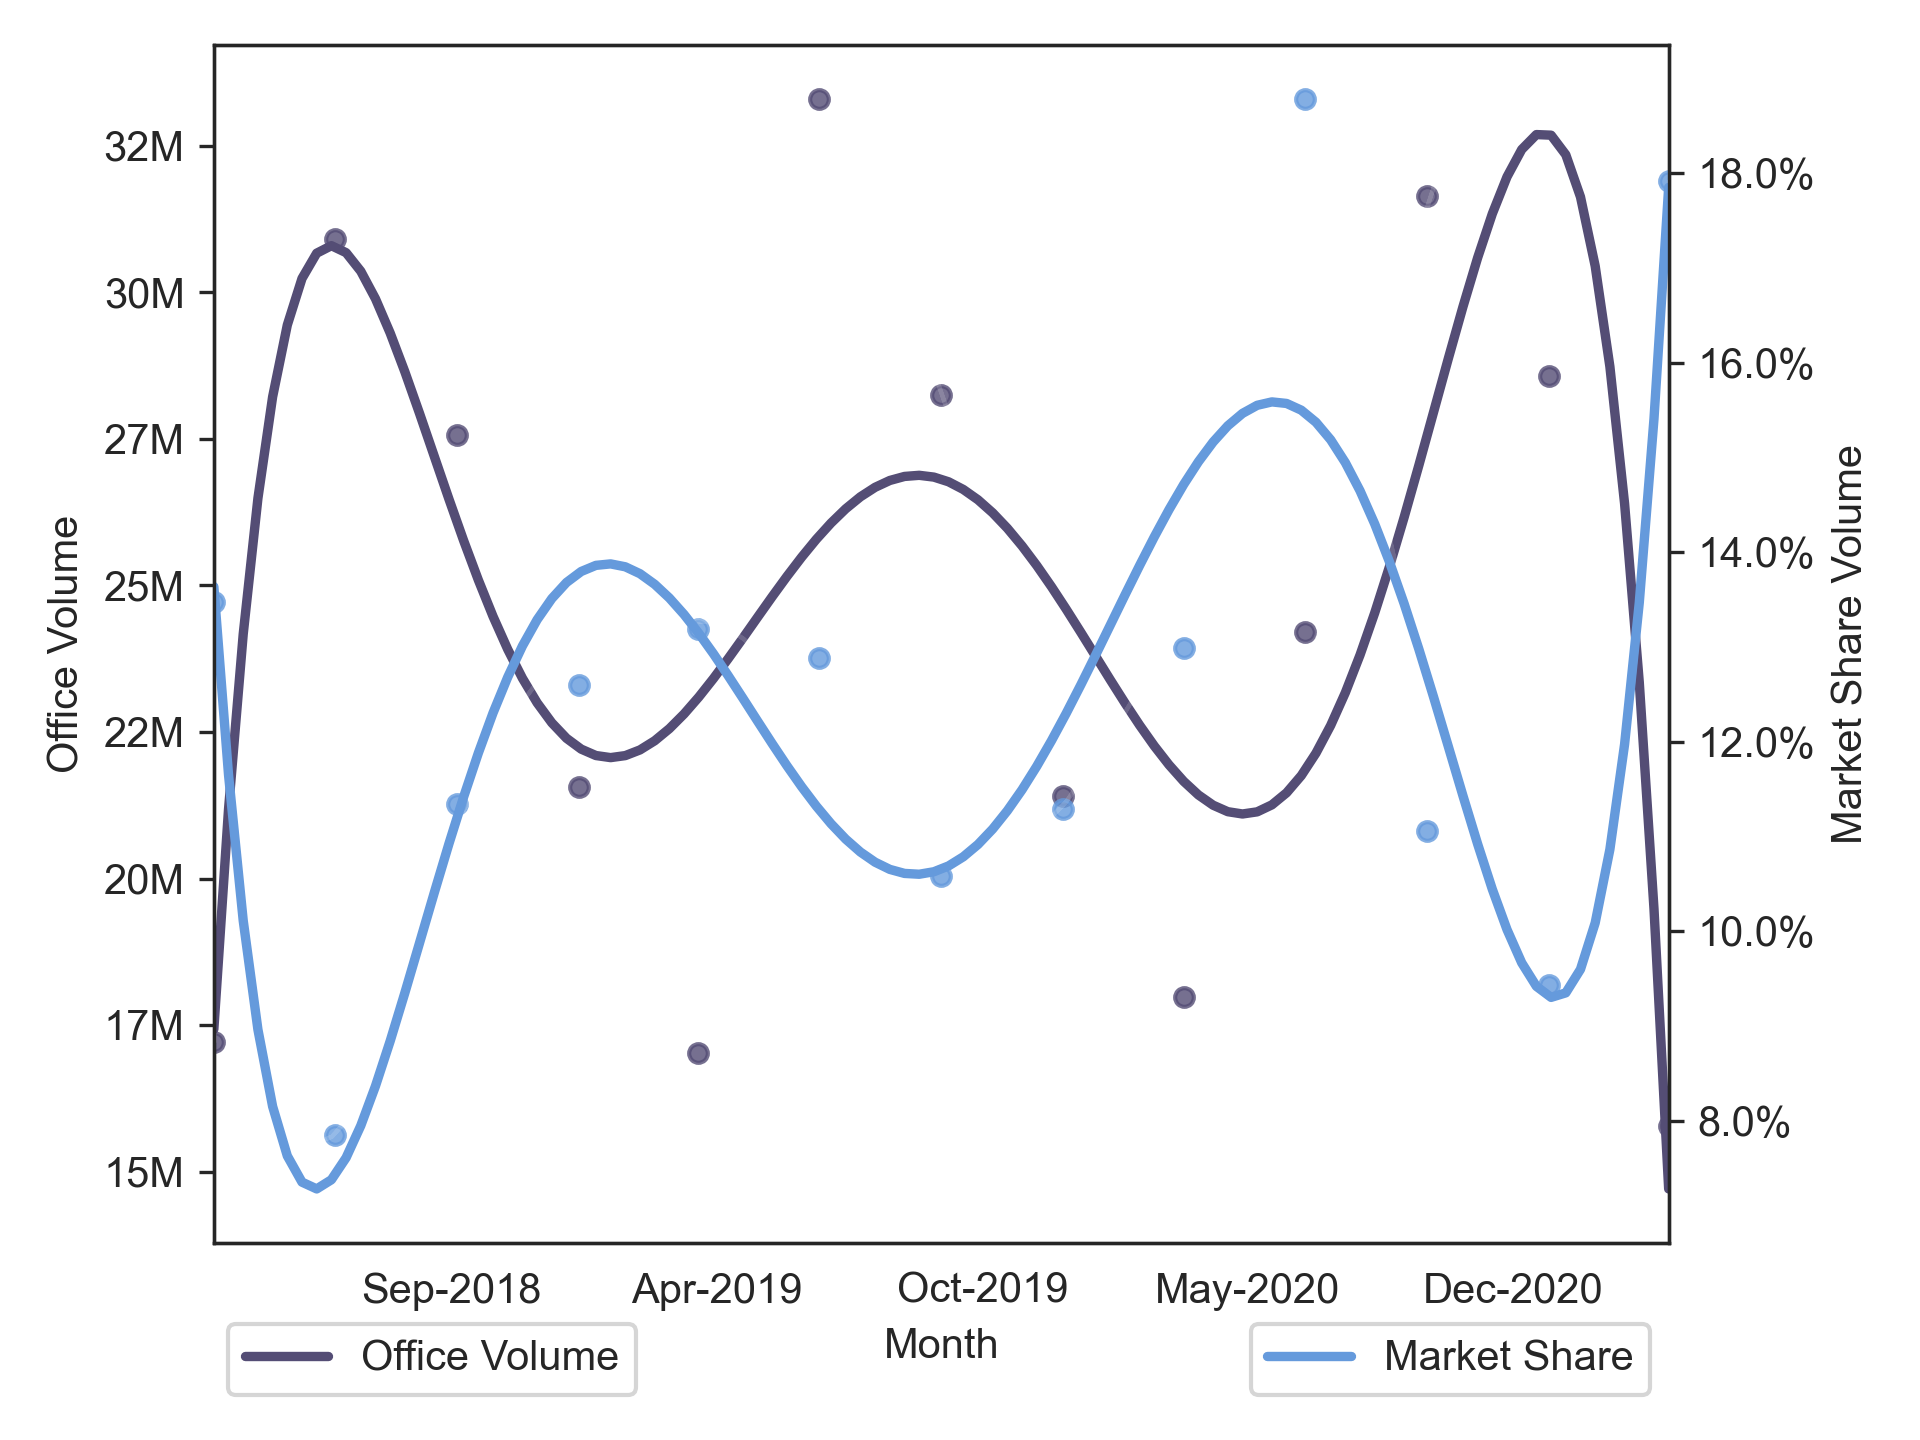 32M
30M
27M
25M
22M
20M
17M
15M
Office Volume
18.0%
16.0%
14.0%
12.0%
10.0%
8.0%
Market Share Volume
Sep-2018
Apr-2019
Oct-2019
May-2020
Dec-2020
Month
Office Volume
Market Share